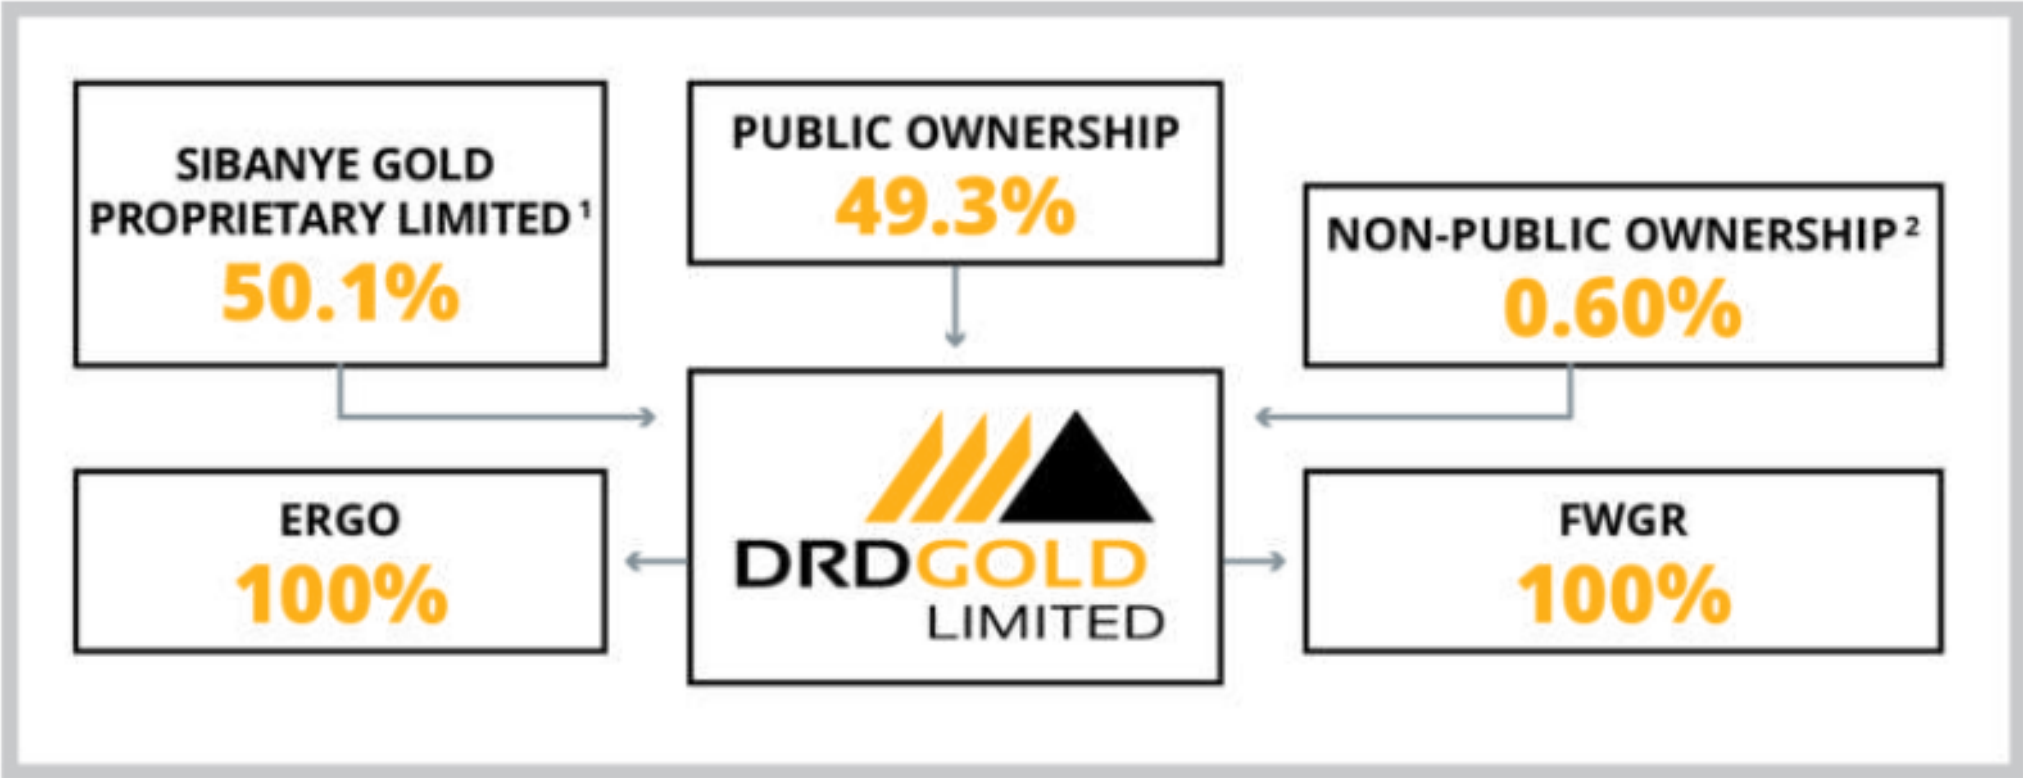 SIBANYE GOLD
PROPRIETARY LIMITED ¹
50.1%
PUBLIC OWNERSHIP
49.3%
NON-PUBLIC OWNERSHIP ²
0.60%
ERGO
100%
DRDGOLD
LIMITED
FWGR
100%